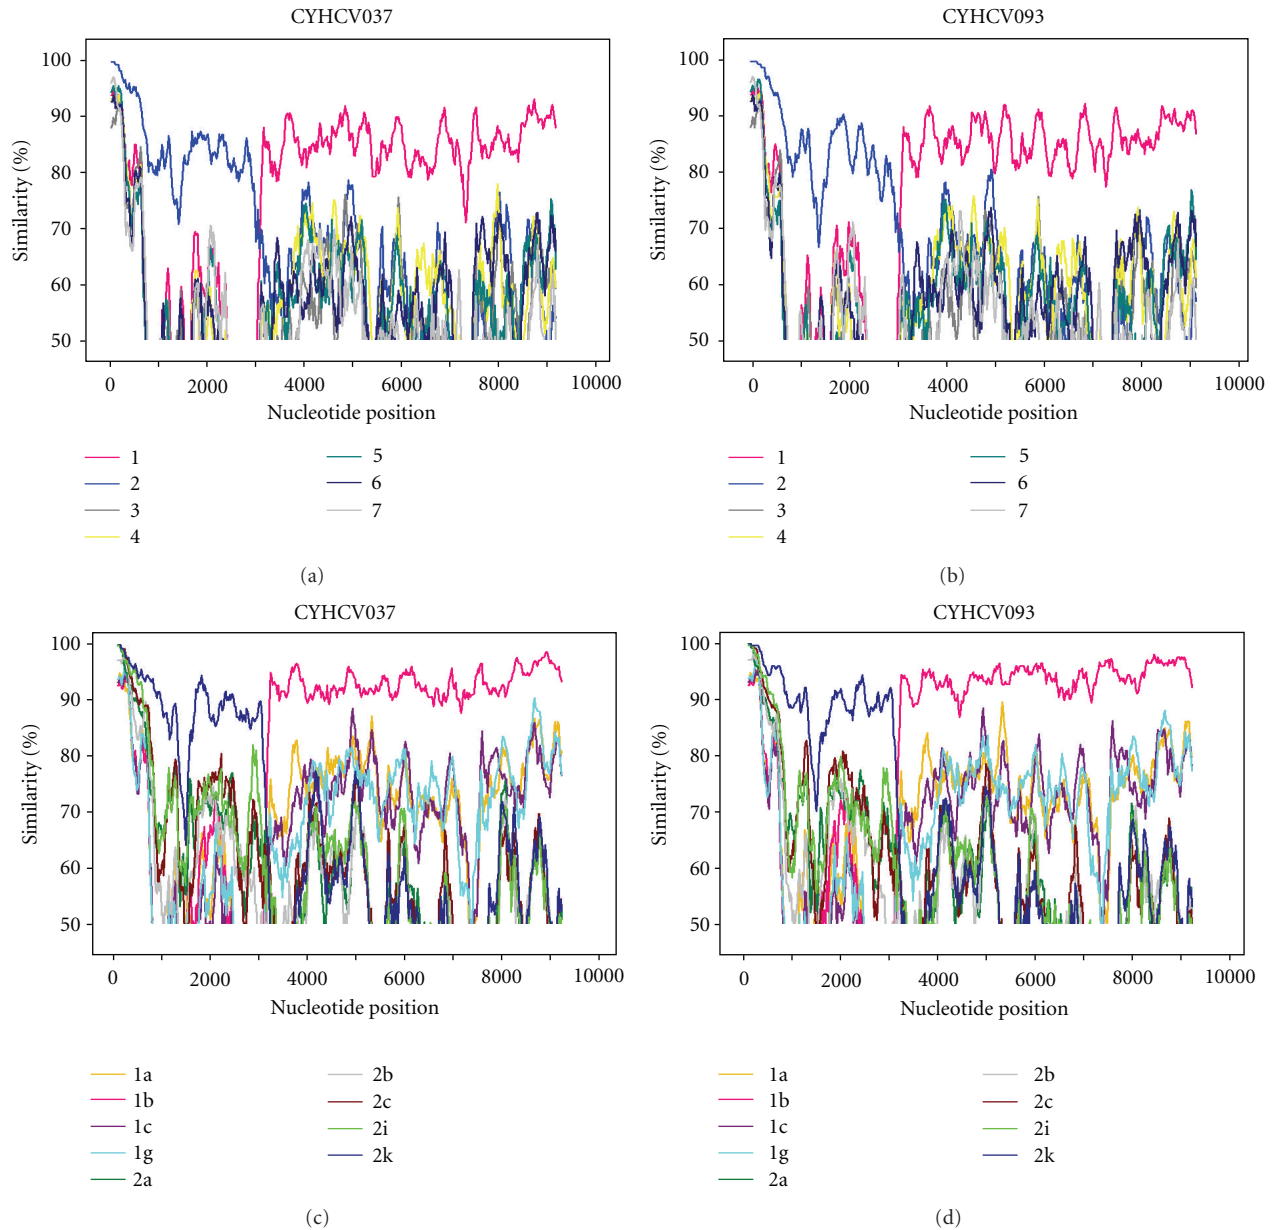 CYHCV037
CYHCV093
100
90
80
70
60
50
Similarity (%)
0
2000
4000
6000
8000
10000
Nucleotide position
100
90
80
70
60
50
Similarity (%)
0
2000
4000
6000
8000
10000
Nucleotide position
1
2
3
4
5
6
7
1
2
3
4
5
6
7
(a)
(b)
CYHCV037
CYHCV093
100
90
80
70
60
50
Similarity (%)
0
2000
4000
6000
8000
10000
Nucleotide position
100
90
80
70
60
50
Similarity (%)
0
2000
4000
6000
8000
10000
Nucleotide position
1a
1b
1c
1g
2a
2b
2c
2i
2k
1a
1b
1c
1g
2a
2b
2c
2i
2k
(c)
(d)